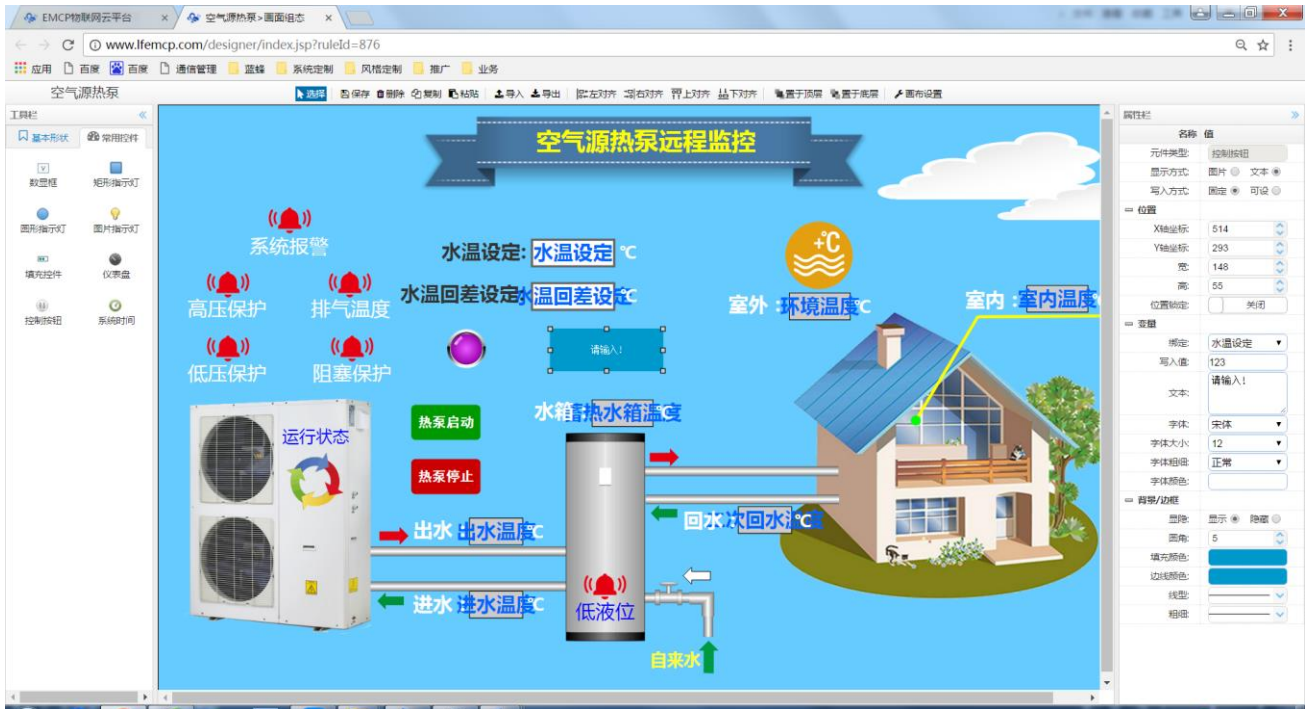 EMCP物联网云平台
空气源热泵>画面组态
www.lfemcp.com/designer/index.jsp?ruleId=876
应用 百度 百度 通信管理 蓝蜂 系统定制 风格定制 推广 业务
空气源热泵
选择 保存 删除 复制 粘贴 导入 导出 左对齐 右对齐 上对齐 下对齐 置于顶层 置于底层 画布设置
工具栏
基本形状 常用控件
数显框 矩形指示灯
圆形指示灯 图片指示灯
填充控件 仪表盘
控制按钮 系统时间
空气源热泵远程监控
系统报警
高压保护 排气温度
低压保护 阻塞保护
水温设定: 水温设定 ℃
水温回差设定 水温回差设定
请输入!
+C
室外 : 环境温度℃
室内 : 室内温度
运行状态
热泵启动
热泵停止
水箱 蓄热水箱温度
出水 出水温度℃
进水 进水温度℃
回水 次回水温度 ℃
低液位
自来水
属性栏
名称 值
元件类型: 控制按钮
显示方式: 图片 文本
写入方式: 固定 可设
位置
X轴坐标: 514
Y轴坐标: 293
宽: 148
高: 55
位置锁定: 关闭
变量
绑定: 水温设定
写入值: 123
文本: 请输入!
字体: 宋体
字体大小: 12
字体粗细: 正常
字体颜色:
背景/边框
显隐: 显示 隐藏
圆角: 5
填充颜色:
边线颜色:
线型:
粗细: